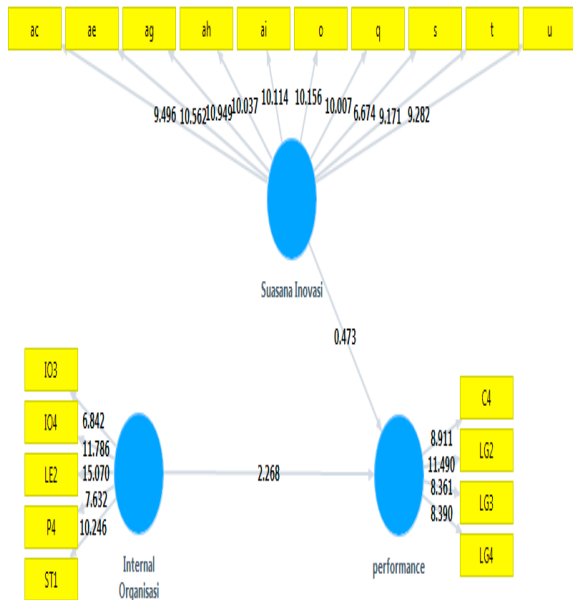 ac ae ag ah ai o q s t u
9.496 10.562 10.949 10.037 10.114 10.156 10.007 6.674 9.171 9.282
Suasana Inovasi
0.473
IO3
IO4
LE2
P4
ST1
6.842
11.786
15.070
7.632
10.246
Internal
Organisasi
2.268
performance
8.911
11.490
8.361
8.390
C4
LG2
LG3
LG4